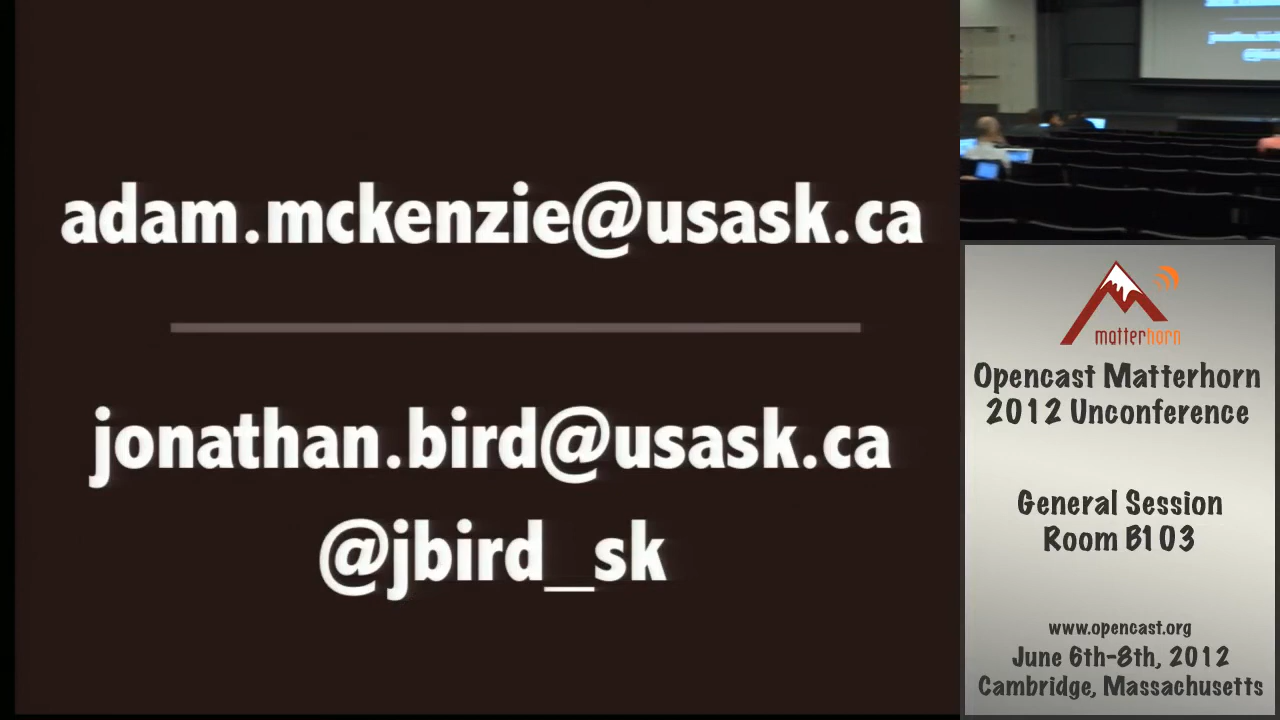 adam.mckenzie@usask.ca
jonathan.bird@usask.ca
@jbird_sk
matterhorn
Opencast Matterhorn
2012 Unconference
General Session
Room B103
www.opencast.org
June 6th-8th, 2012
Cambridge, Massachusetts